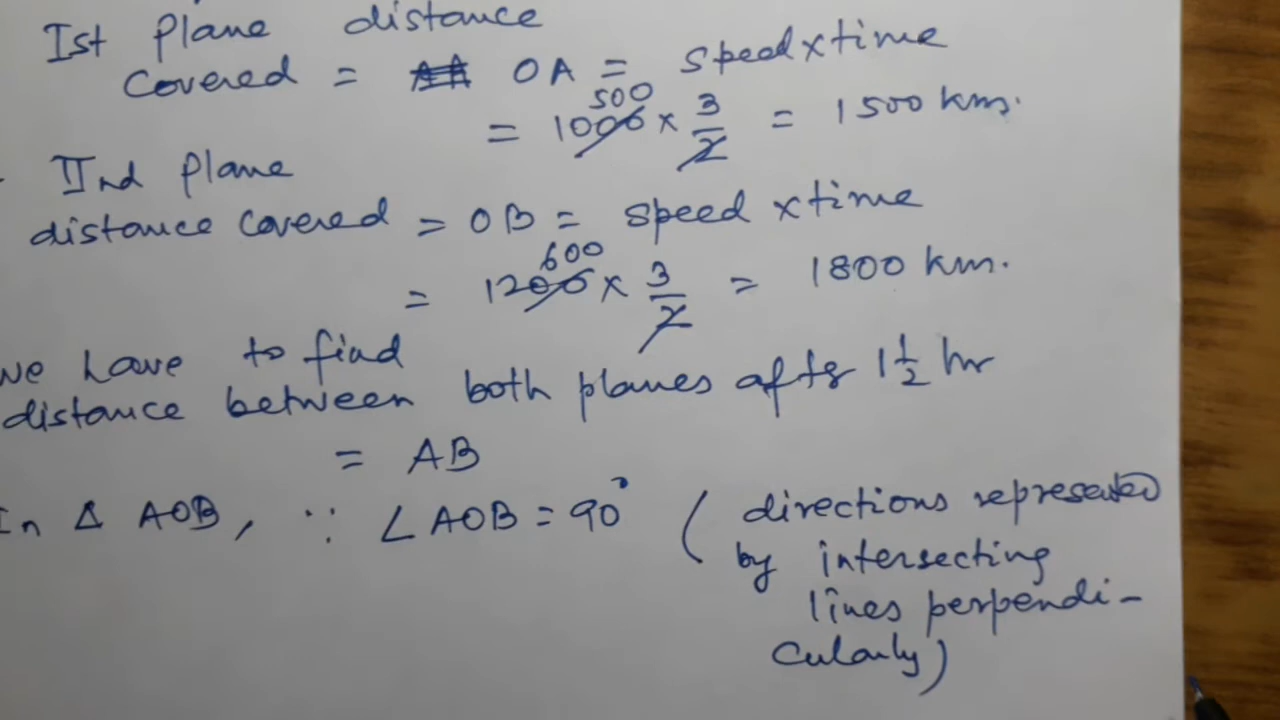 Ist Plane distance
Covered = OA = speed x time
500
= 1000 x 3/2 = 1500 kms.
IInd Plane
distance covered = OB = speed x time
600
= 1200 x 3/2 = 1800 km.
we have to find
distance between both planes after 1 1/2 hr
= AB
In Δ AOB, ∵ ∠AOB = 90° (directions represented
by intersecting
lines perpendi-
cularly)